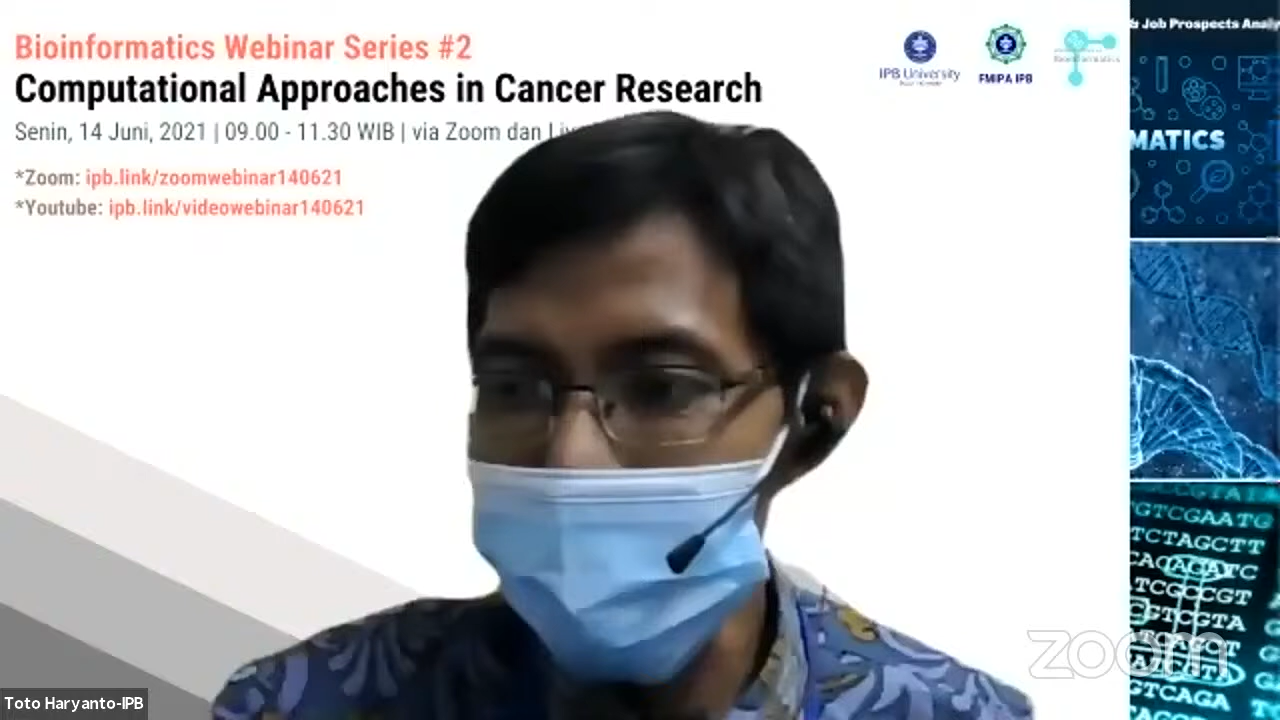 Bioinformatics Webinar Series #2
Computational Approaches in Cancer Research
Senin, 14 Juni, 2021 | 09.00 - 11.30 WIB | via Zoom dan
*Zoom: ipb.link/zoomwebinar140621
*Youtube: ipb.link/videowebinar140621
IPB University
FMIPA IPB
& Job Prospects
MATICS
GTCGAATG
TCTAGCTT
TCGCCCGT
GTCAGA
zoom
Toto Haryanto-IPB